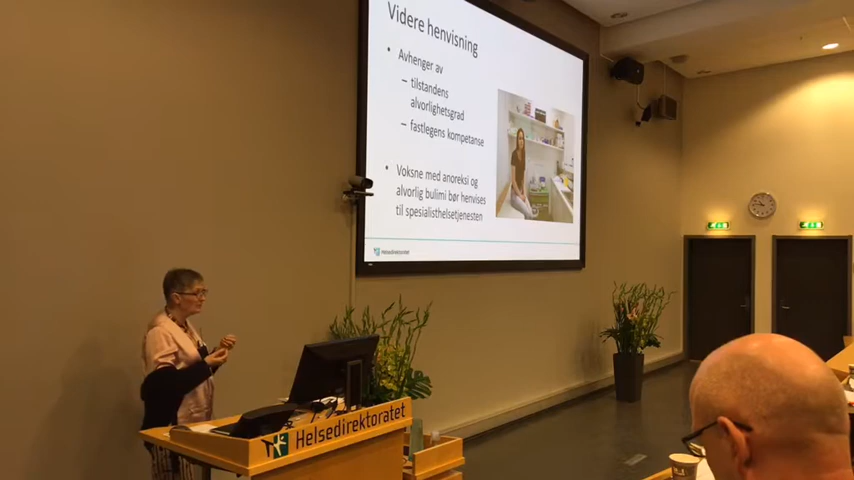 Videre henvisning
• Avhenger av
– tilstandens
alvorlighetsgrad
– fastlegens kompetanse
• Voksne med anoreksi og
alvorlig bulimi bør henvises
til spesialisthelsetjenesten
Helsedirektoratet
Helsedirektoratet